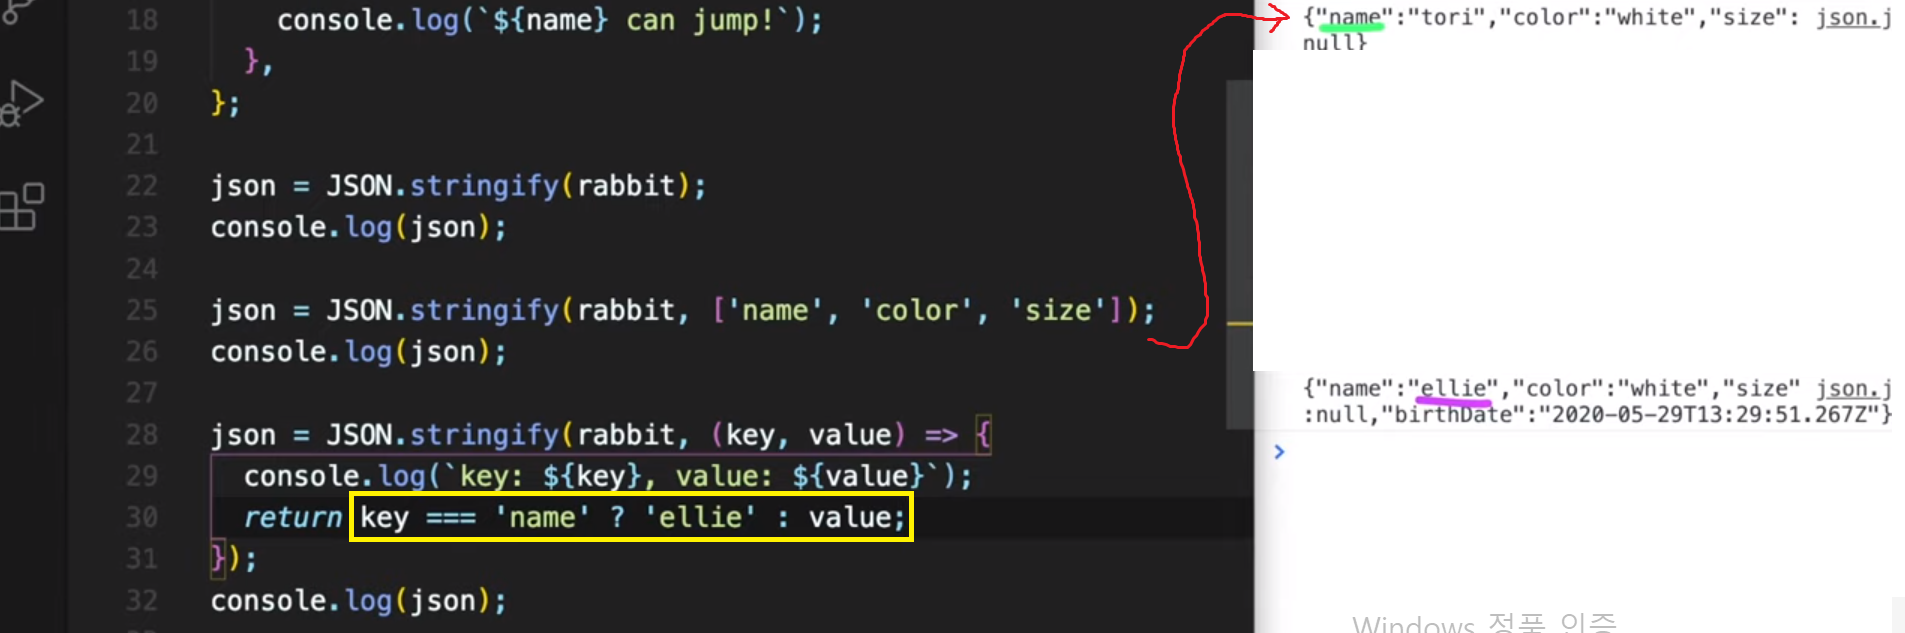 18 console.log(`${name} can jump!`);
19 },
20 };
21
22 json = JSON.stringify(rabbit);
23 console.log(json);
24
25 json = JSON.stringify(rabbit, ['name', 'color', 'size']);
26 console.log(json);
27
28 json = JSON.stringify(rabbit, (key, value) => {
29 console.log(`key: ${key}, value: ${value}`);
30 return key === 'name' ? 'ellie' : value;
31 });
32 console.log(json);
{"name":"tori","color":"white","size": json.j
null}
{"name":"ellie","color":"white","size" json.j
:null,"birthDate":"2020-05-29T13:29:51.267Z"}
>
Windows 정품 인증